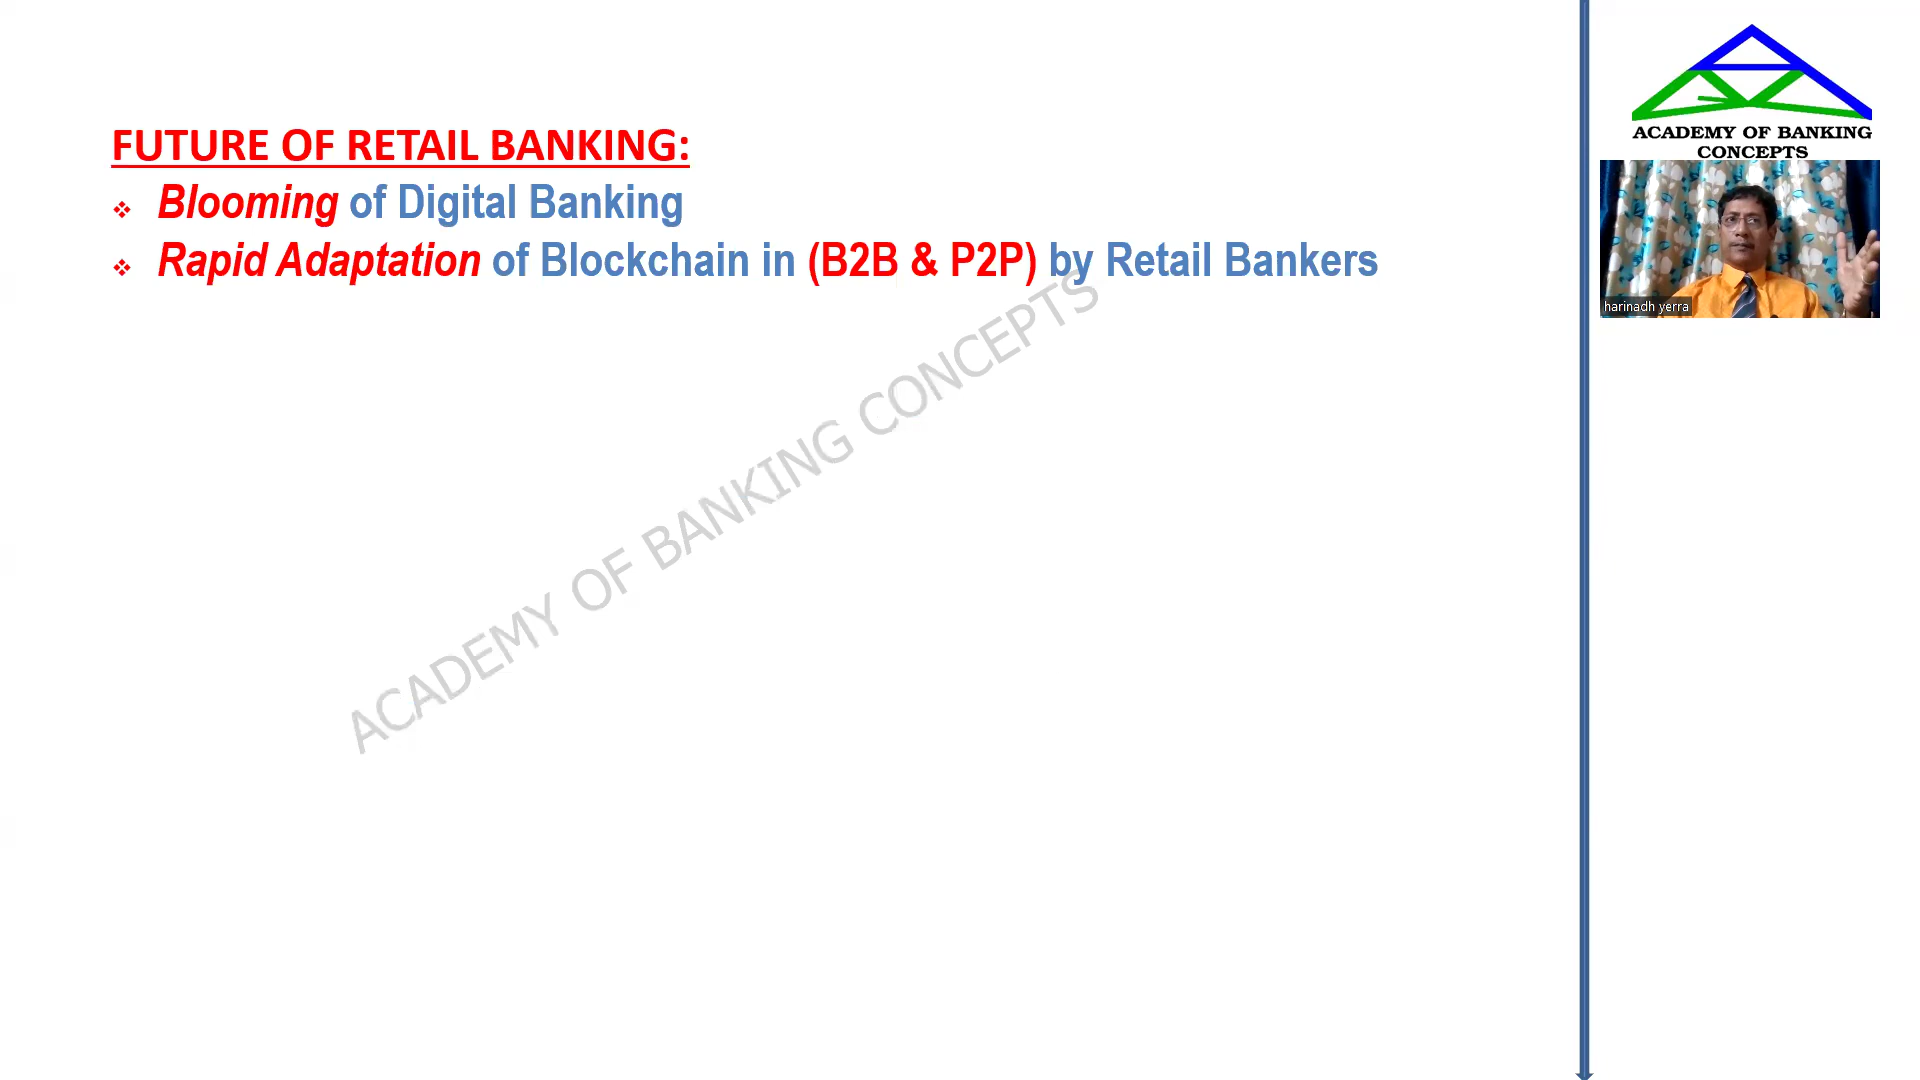 FUTURE OF RETAIL BANKING:
❖ Blooming of Digital Banking
❖ Rapid Adaptation of Blockchain in (B2B & P2P) by Retail Bankers
ACADEMY OF BANKING CONCEPTS
ACADEMY OF BANKING
CONCEPTS
harinadh yerra